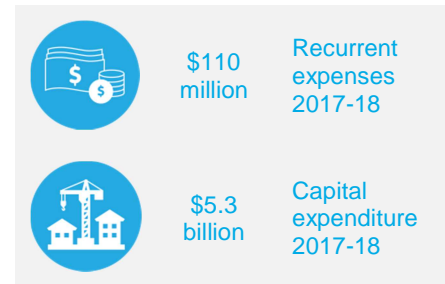 $
$
$110
million
Recurrent
expenses
2017-18
$5.3
billion
Capital
expenditure
2017-18